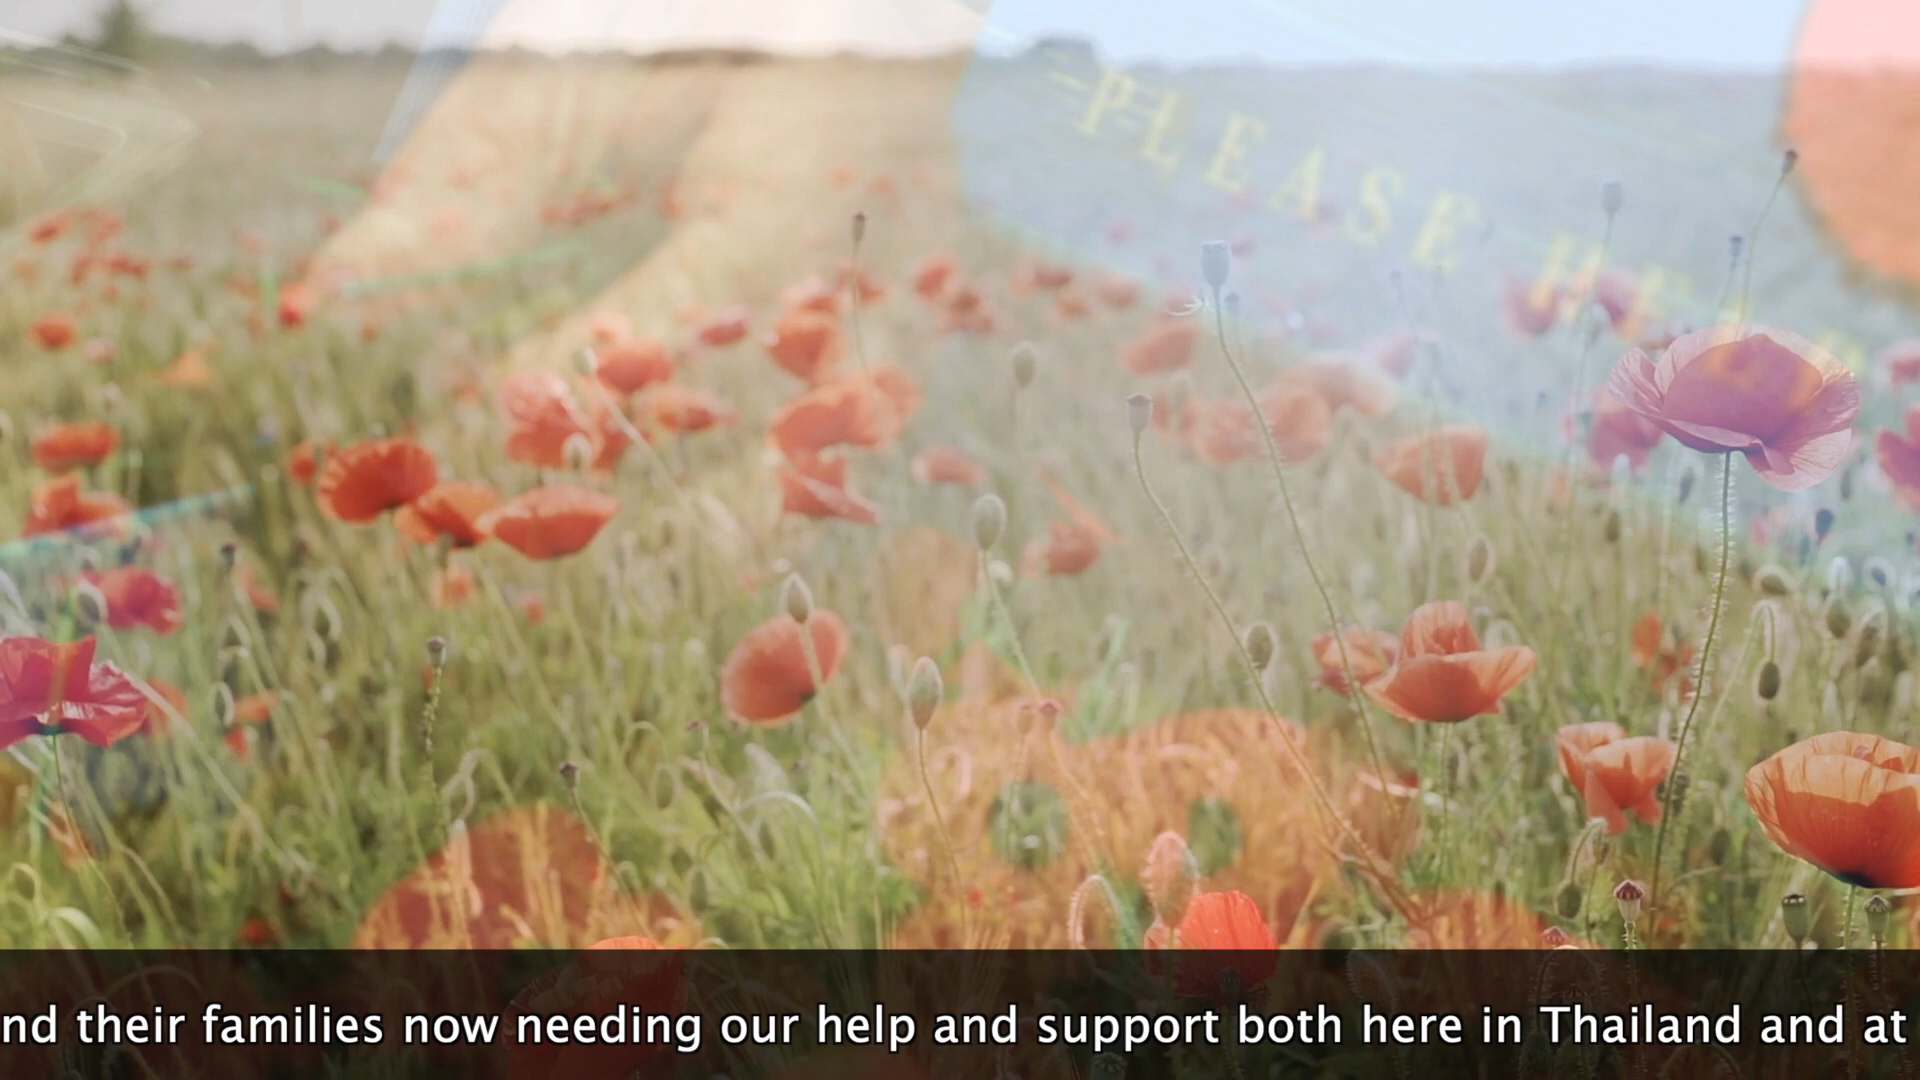 PLEASE
nd their families now needing our help and support both here in Thailand and at